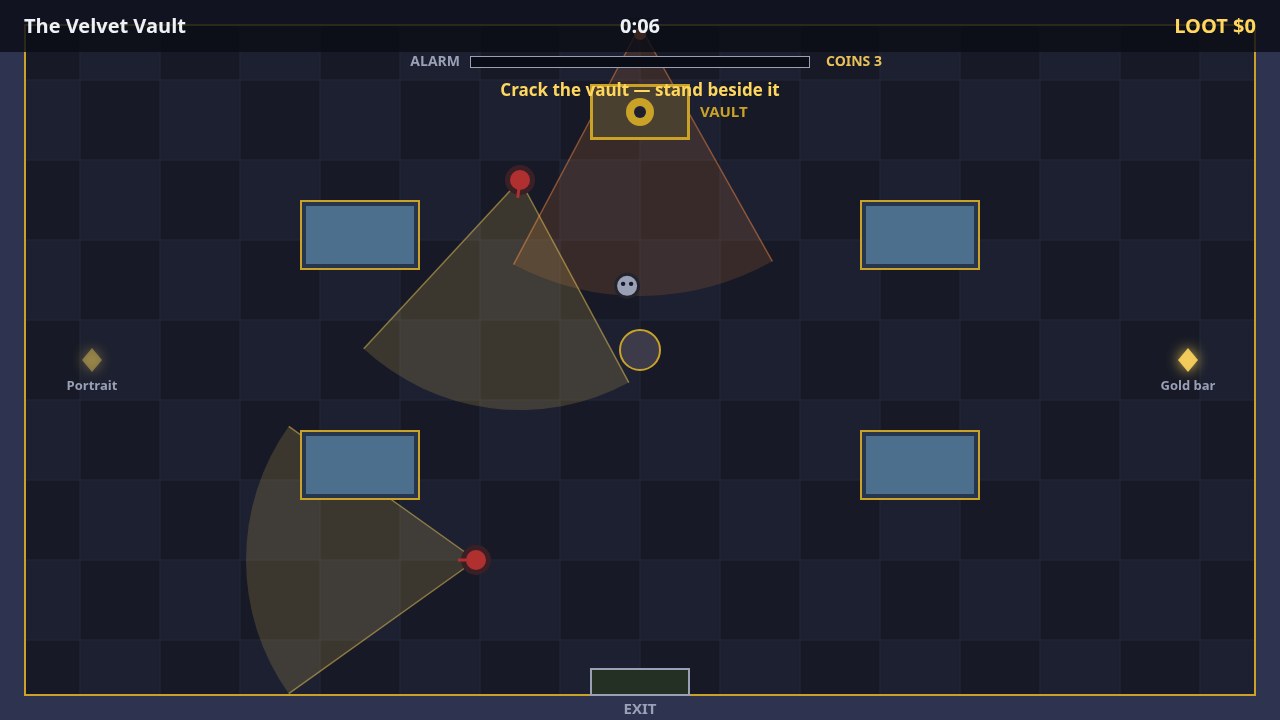 The Velvet Vault
0:06
LOOT $0
ALARM
COINS 3
Crack the vault — stand beside it
VAULT
Portrait
Gold bar
EXIT